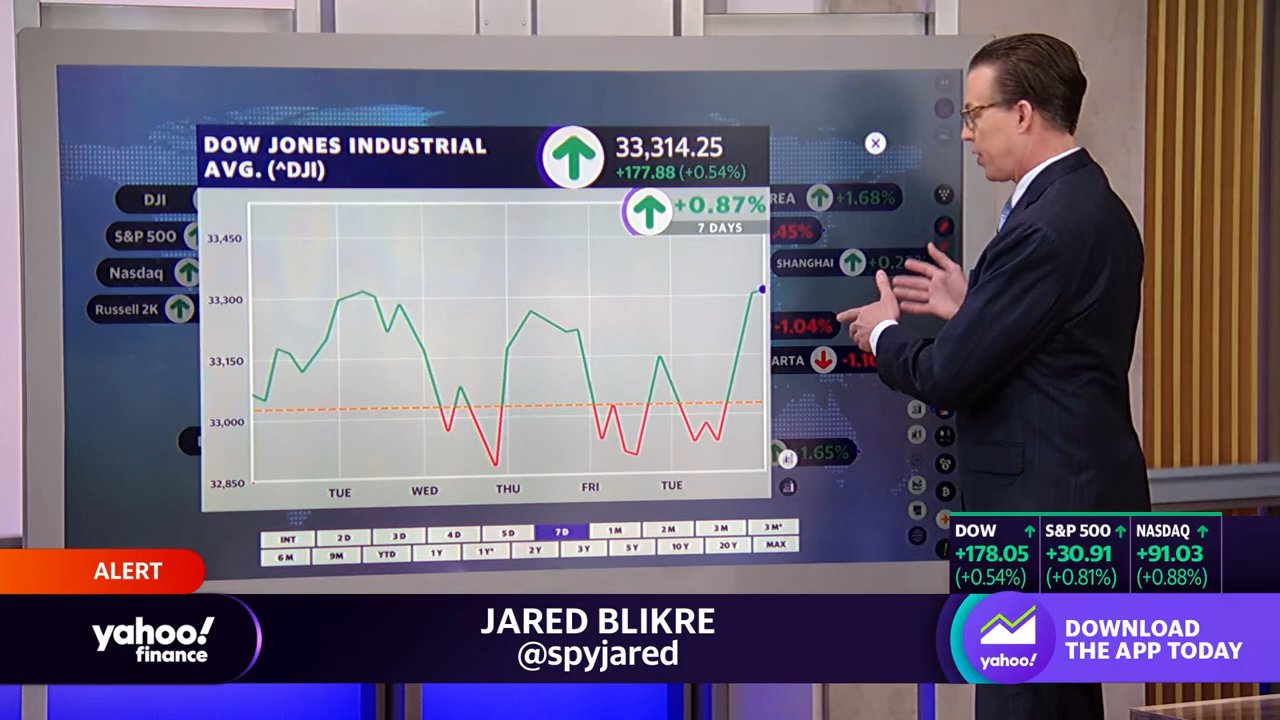 DOW JONES INDUSTRIAL
AVG. (^DJI)
33,314.25
+177.88 (+0.54%)
+0.87%
7 DAYS
33,450
33,300
33,150
33,000
32,850
TUE WED THU FRI TUE
DJI
S&P 500
Nasdaq
Russell 2K
REA +1.68%
.45%
SHANGHAI
-1.04%
ARTA
1.65%
X
INT 2D 3D 4D 5D 7D 1M 2M 3M 3M*
6M 9M YTD 1Y 1Y* 2Y 3Y 5Y 10Y 20Y MAX
DOW
+178.05
(+0.54%)
S&P 500
+30.91
(+0.81%)
NASDAQ
+91.03
(+0.88%)
ALERT
yahoo!
finance
JARED BLIKRE
@spyjared
yahoo!
DOWNLOAD
THE APP TODAY